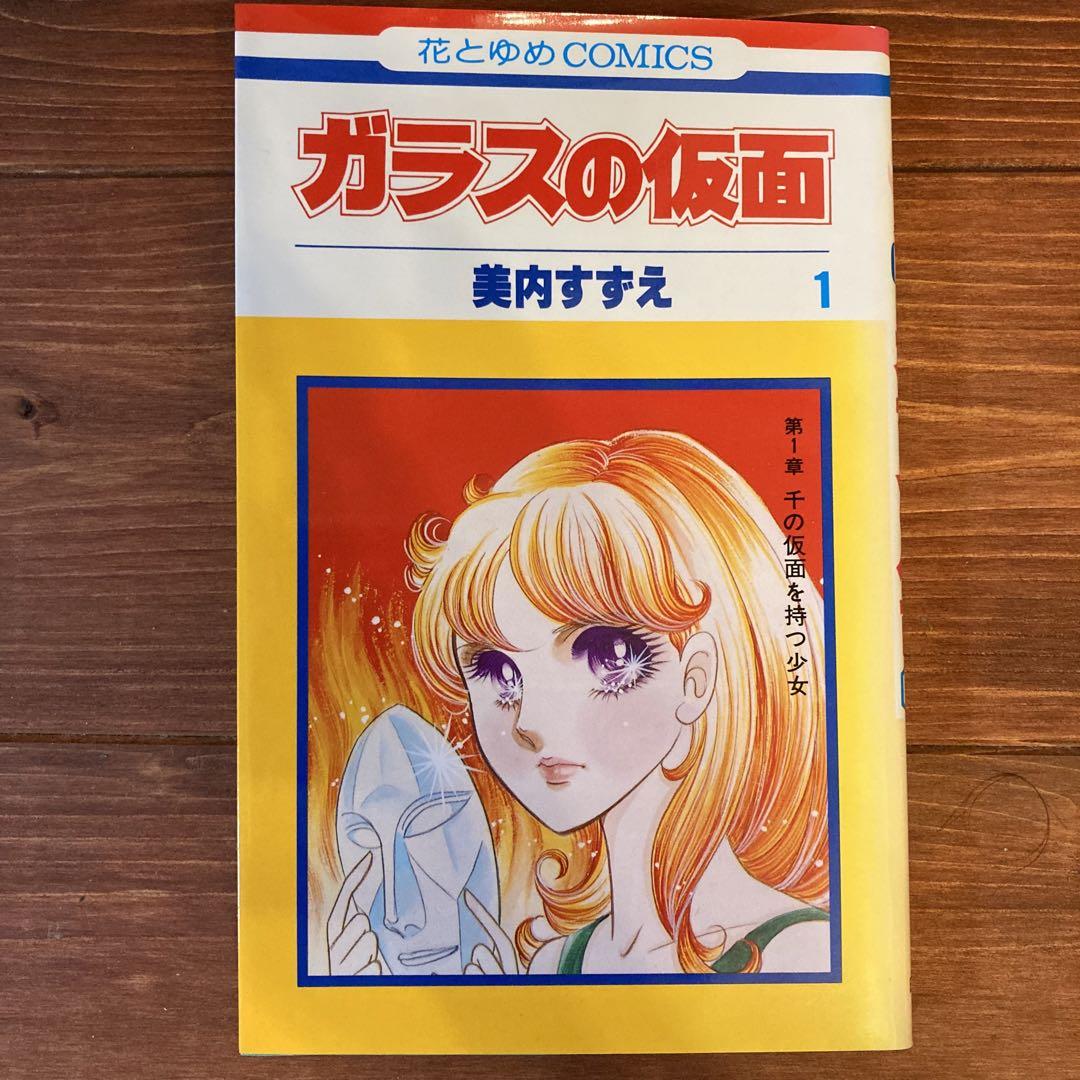 花とゆめCOMICS
ガラスの仮面
美内すずえ 1
第1章 千の仮面を持つ少女